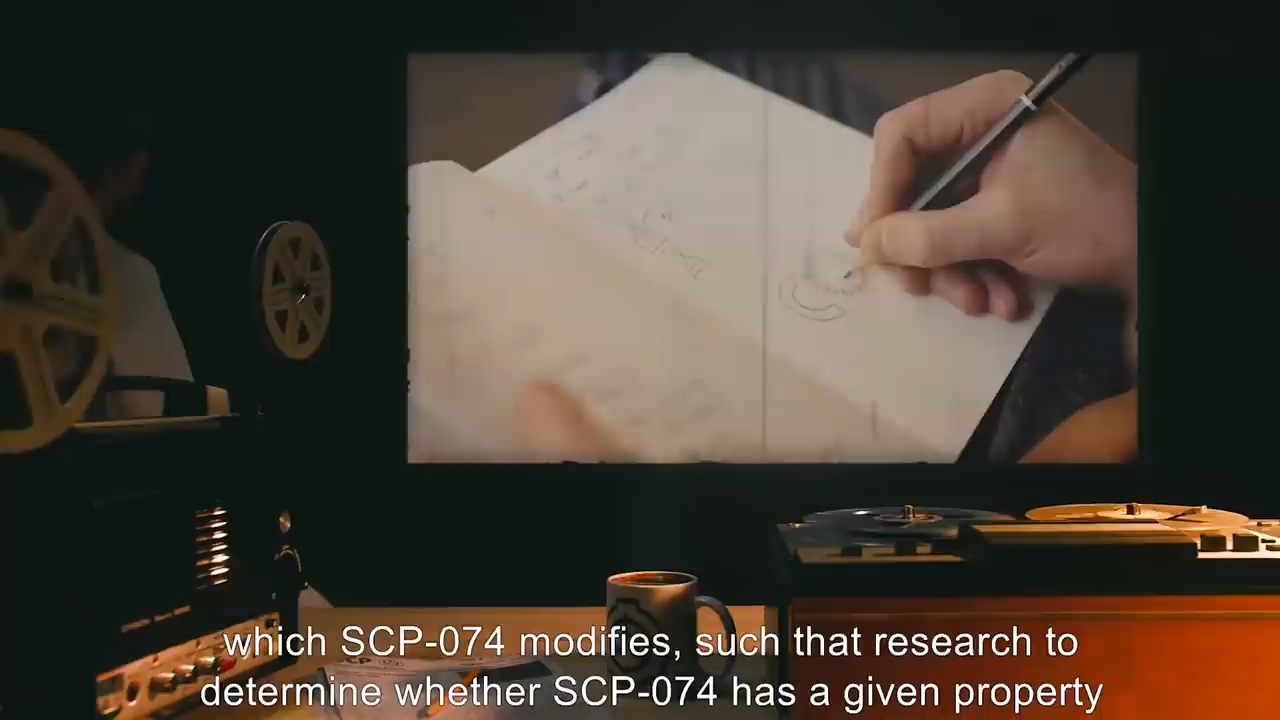 which SCP-074 modifies, such that research to
determine whether SCP-074 has a given property